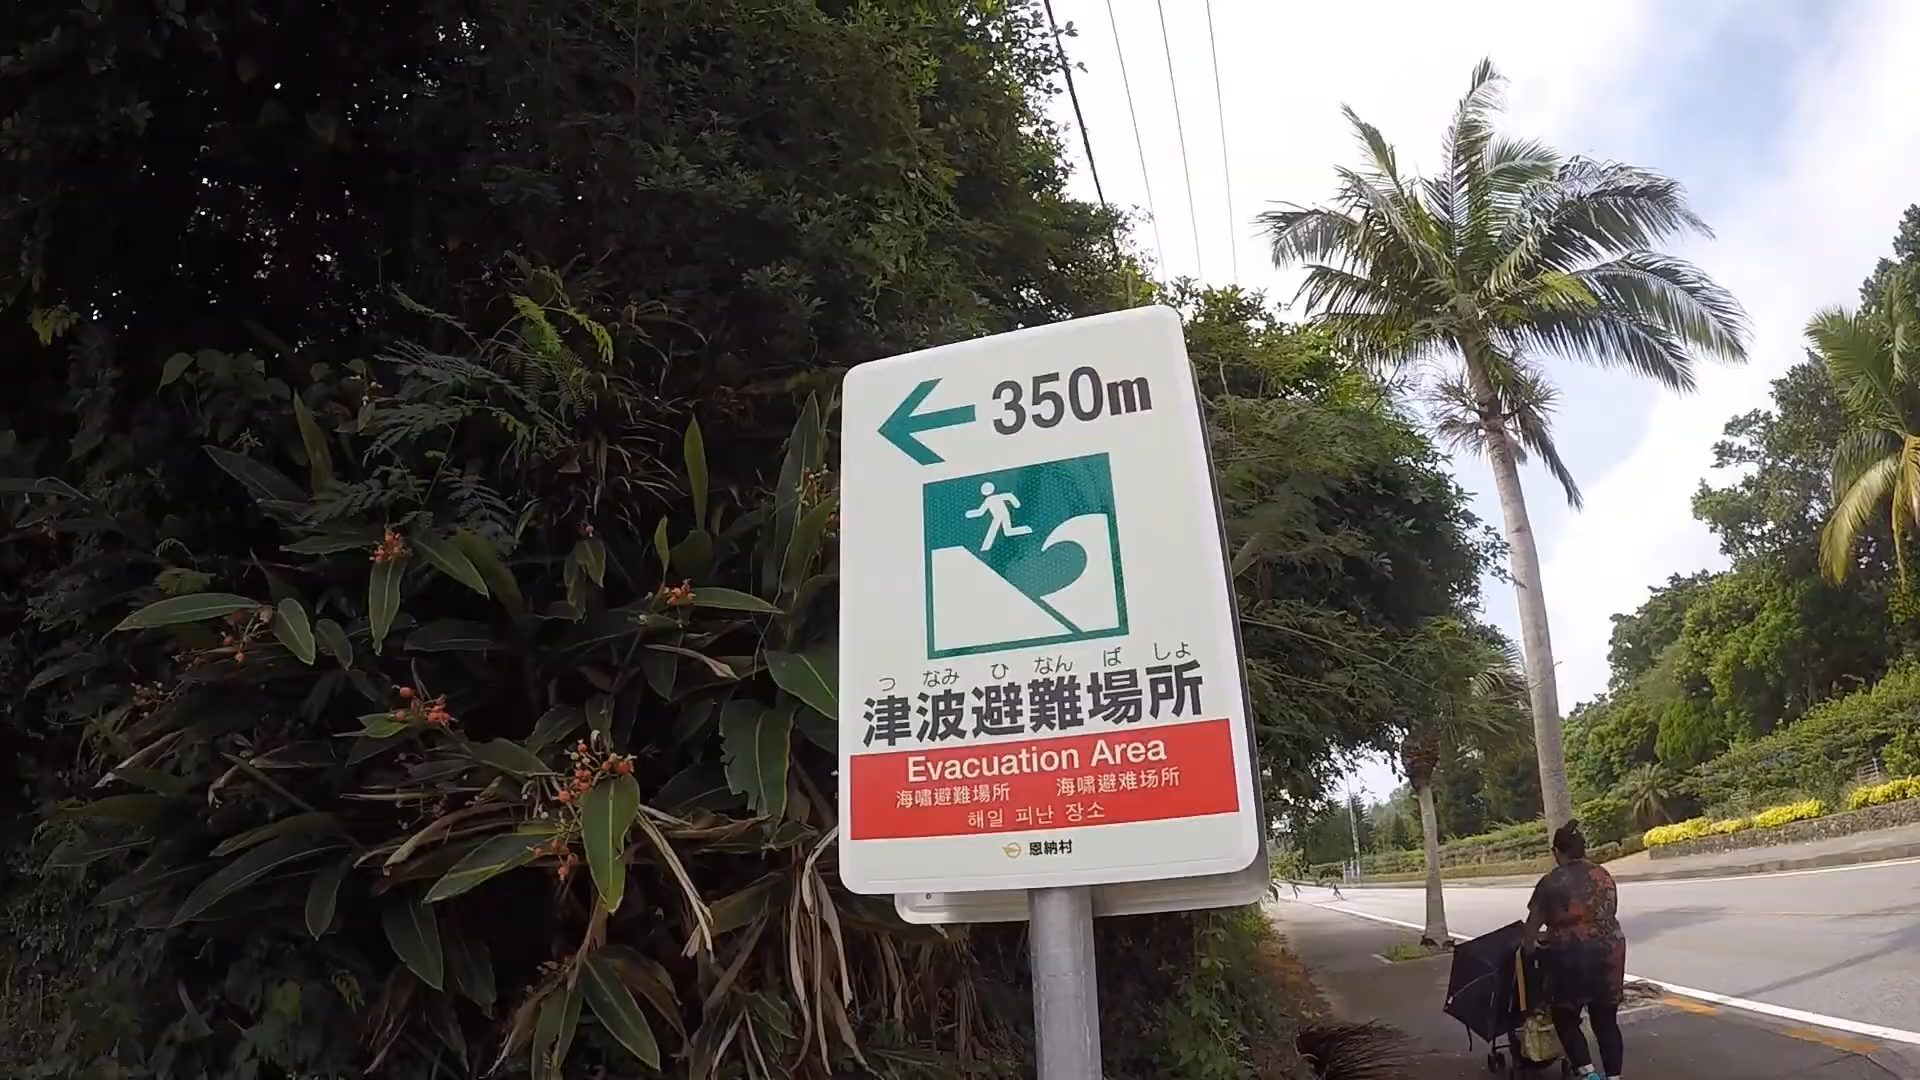 350m
つ なみ ひ なん ば しょ
津波避難場所
Evacuation Area
海嘯避難場所 海啸避难场所
해일 피난 장소
恩納村